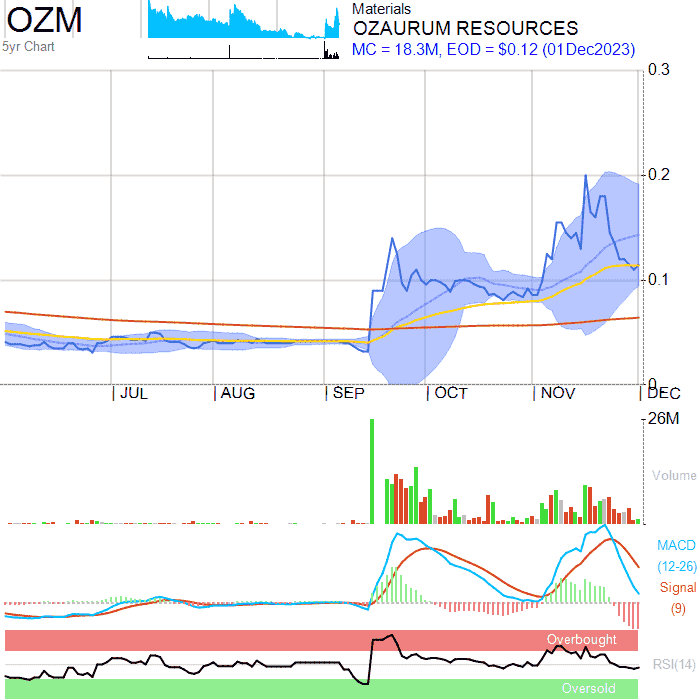 OZM
5yr Chart
Materials
OZAURUM RESOURCES
MC = 18.3M, EOD = $0.12 (01Dec2023)
0.3
0.2
0.1
0
JUL AUG SEP OCT NOV DEC
26M
Volume
MACD
(12-26)
Signal
(9)
Overbought
RSI(14)
Oversold